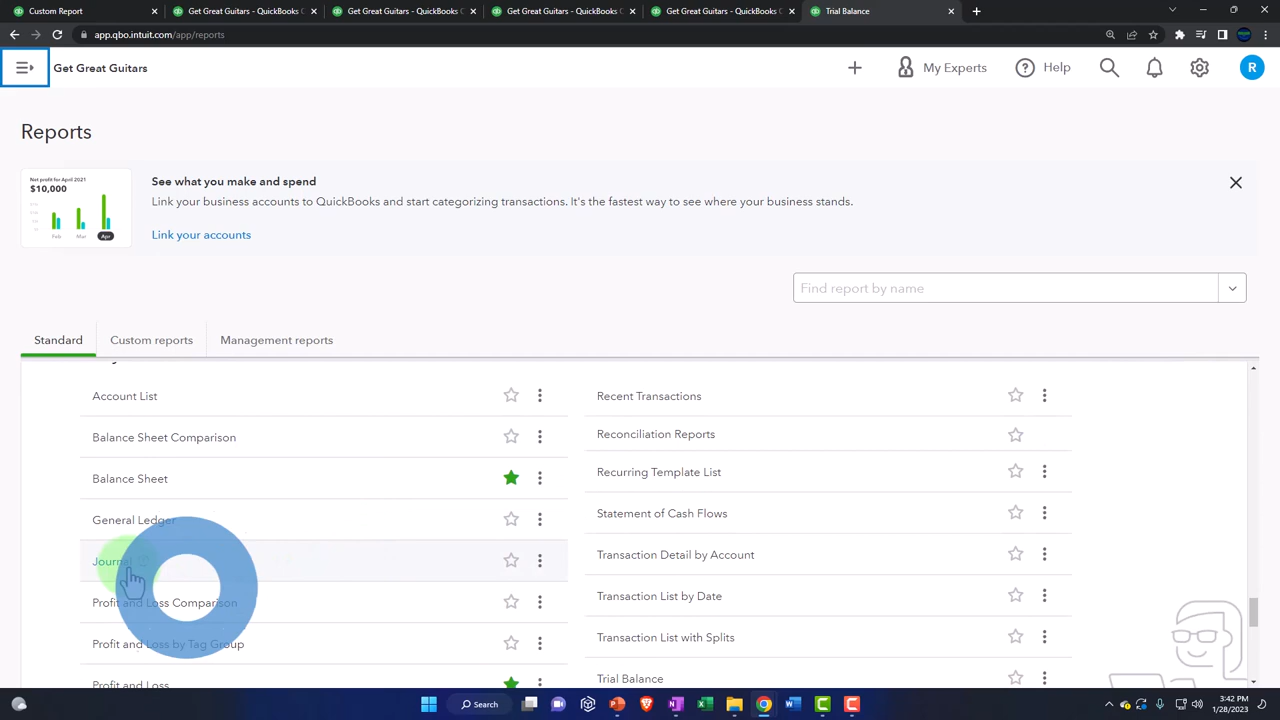 Custom Report
Get Great Guitars - QuickBooks C
Get Great Guitars - QuickBooks C
Get Great Guitars - QuickBooks C
Get Great Guitars - QuickBooks C
Trial Balance
app.qbo.intuit.com/app/reports
Get Great Guitars
My Experts
Help
R
Reports
Net profit for April 2021
$10,000
Feb
Mar
Apr
See what you make and spend
Link your business accounts to QuickBooks and start categorizing transactions. It's the fastest way to see where your business stands.
Link your accounts
Find report by name
Standard
Custom reports
Management reports
Account List
Balance Sheet Comparison
Balance Sheet
General Ledger
Journal
Profit and Loss Comparison
Profit and Loss by Tag Group
Profit and Loss
Recent Transactions
Reconciliation Reports
Recurring Template List
Statement of Cash Flows
Transaction Detail by Account
Transaction List by Date
Transaction List with Splits
Trial Balance
Search
3:42 PM
1/28/2023